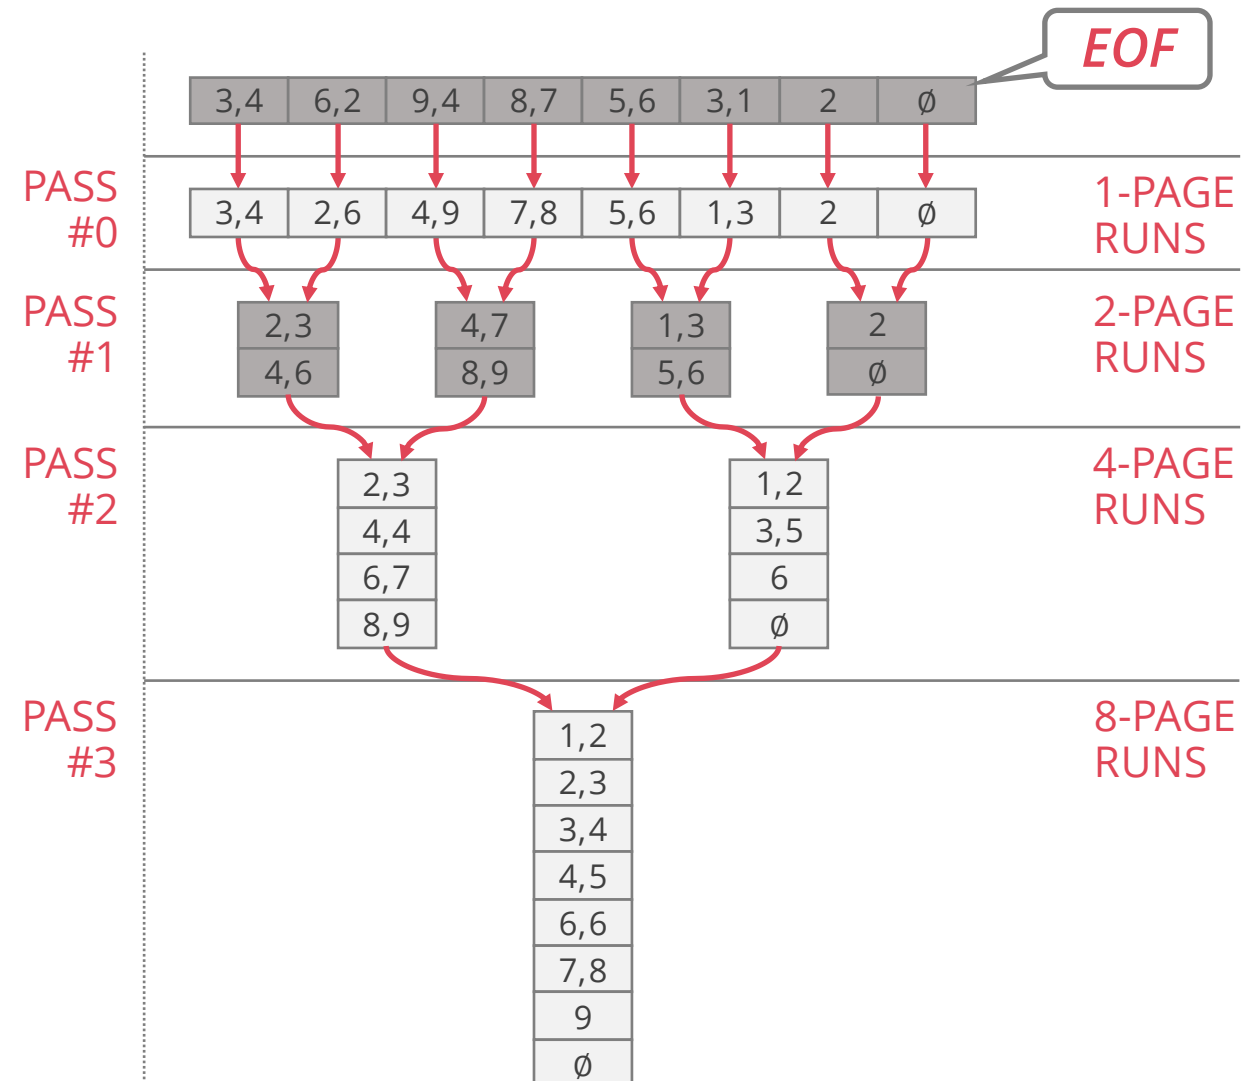 EOF
3,4 6,2 9,4 8,7 5,6 3,1 2 ∅
PASS
#0
3,4 2,6 4,9 7,8 5,6 1,3 2 ∅
1-PAGE
RUNS
PASS
#1
2,3 4,7 1,3 2
4,6 8,9 5,6 ∅
2-PAGE
RUNS
PASS
#2
2,3 1,2
4,4 3,5
6,7 6
8,9 ∅
4-PAGE
RUNS
PASS
#3
1,2
2,3
3,4
4,5
6,6
7,8
9
∅
8-PAGE
RUNS